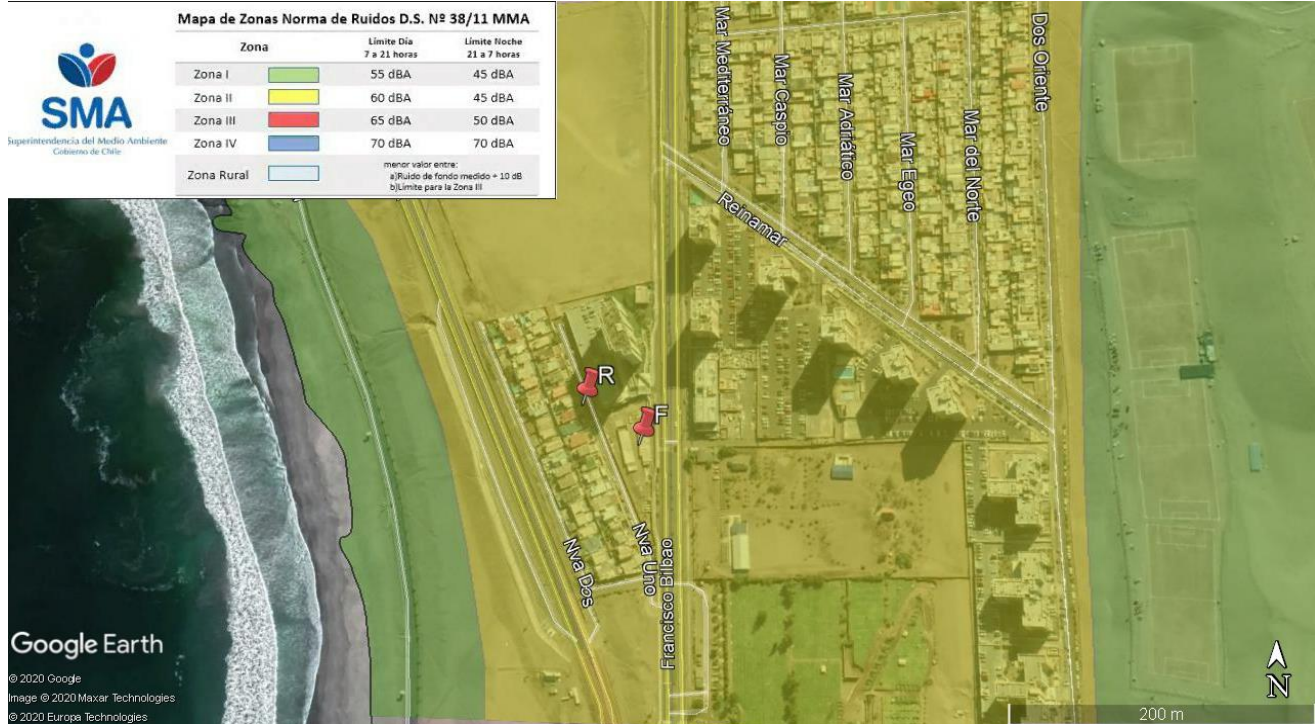 Mapa de Zonas Norma de Ruidos D.S. Nº 38/11 MMA
Zona
Límite Día
7 a 21 horas
Límite Noche
21 a 7 horas
Zona I 55 dBA 45 dBA
Zona II 60 dBA 45 dBA
Zona III 65 dBA 50 dBA
Zona IV 70 dBA 70 dBA
Zona Rural
menor valor entre:
a)Ruido de fondo medido + 10 dB
b)Límite para la Zona III
SMA
Superintendencia del Medio Ambiente
Gobierno de Chile
Mar Mediterráneo
Mar Caspio
Mar Adriático
Mar Egeo
Mar del Norte
Dos Oriente
Reinamar
R
F
Nva Dos
Nva Uno
Francisco Bilbao
Google Earth
© 2020 Google
Image © 2020 Maxar Technologies
© 2020 Europa Technologies
N
200 m